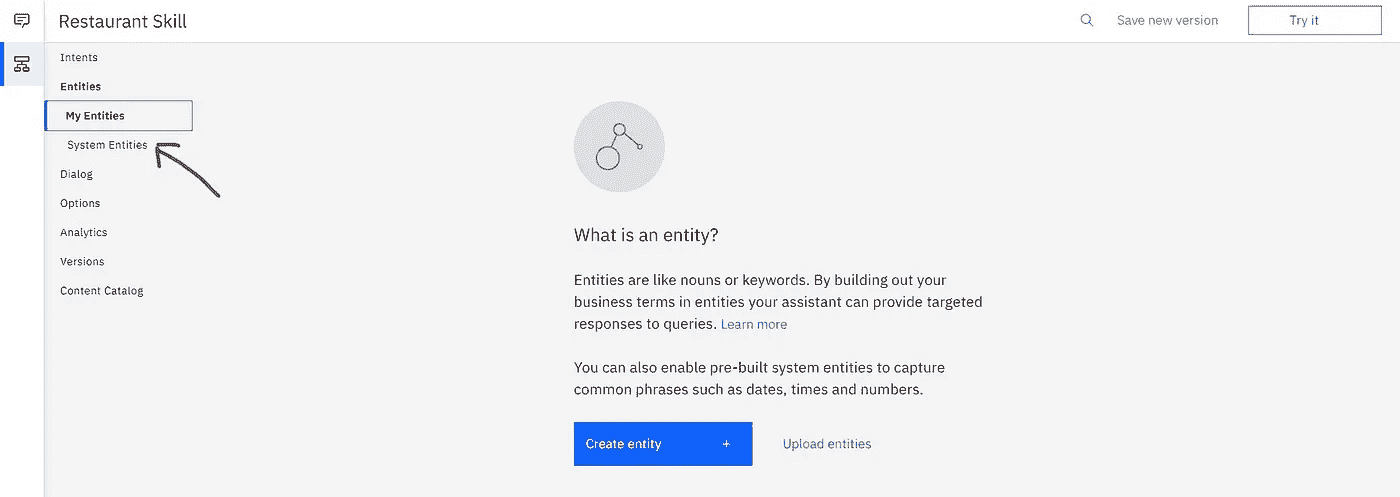 Restaurant Skill
Save new version
Try it
Intents
Entities
My Entities
System Entities
Dialog
Options
Analytics
Versions
Content Catalog
What is an entity?
Entities are like nouns or keywords. By building out your
business terms in entities your assistant can provide targeted
responses to queries. Learn more
You can also enable pre-built system entities to capture
common phrases such as dates, times and numbers.
Create entity +
Upload entities